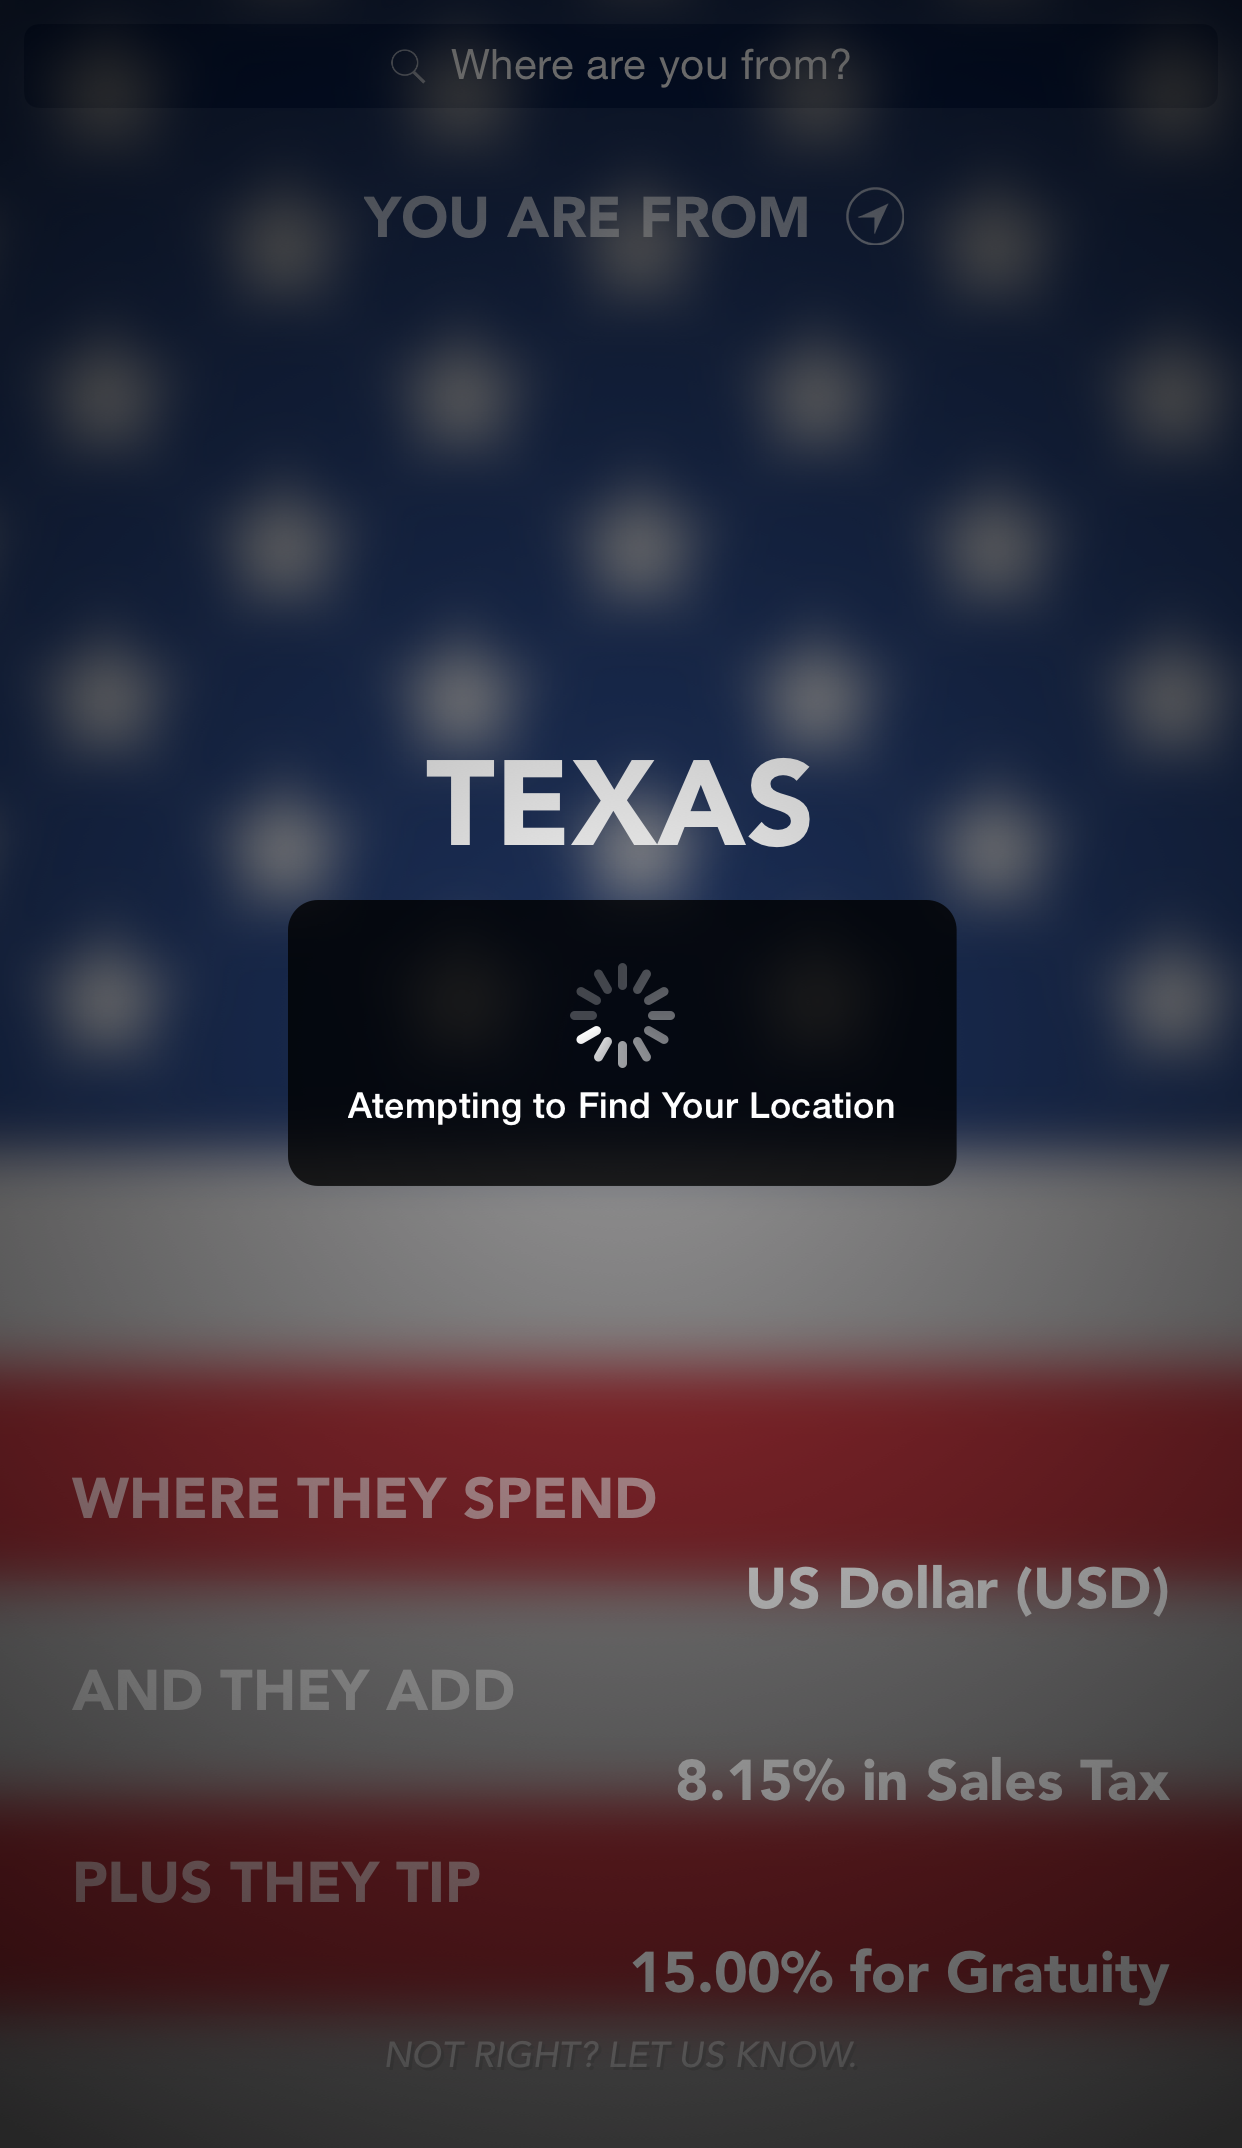 Where are you from?
YOU ARE FROM
TEXAS
Atempting to Find Your Location
WHERE THEY SPEND
US Dollar (USD)
AND THEY ADD
8.15% in Sales Tax
PLUS THEY TIP
15.00% for Gratuity
NOT RIGHT? LET US KNOW.